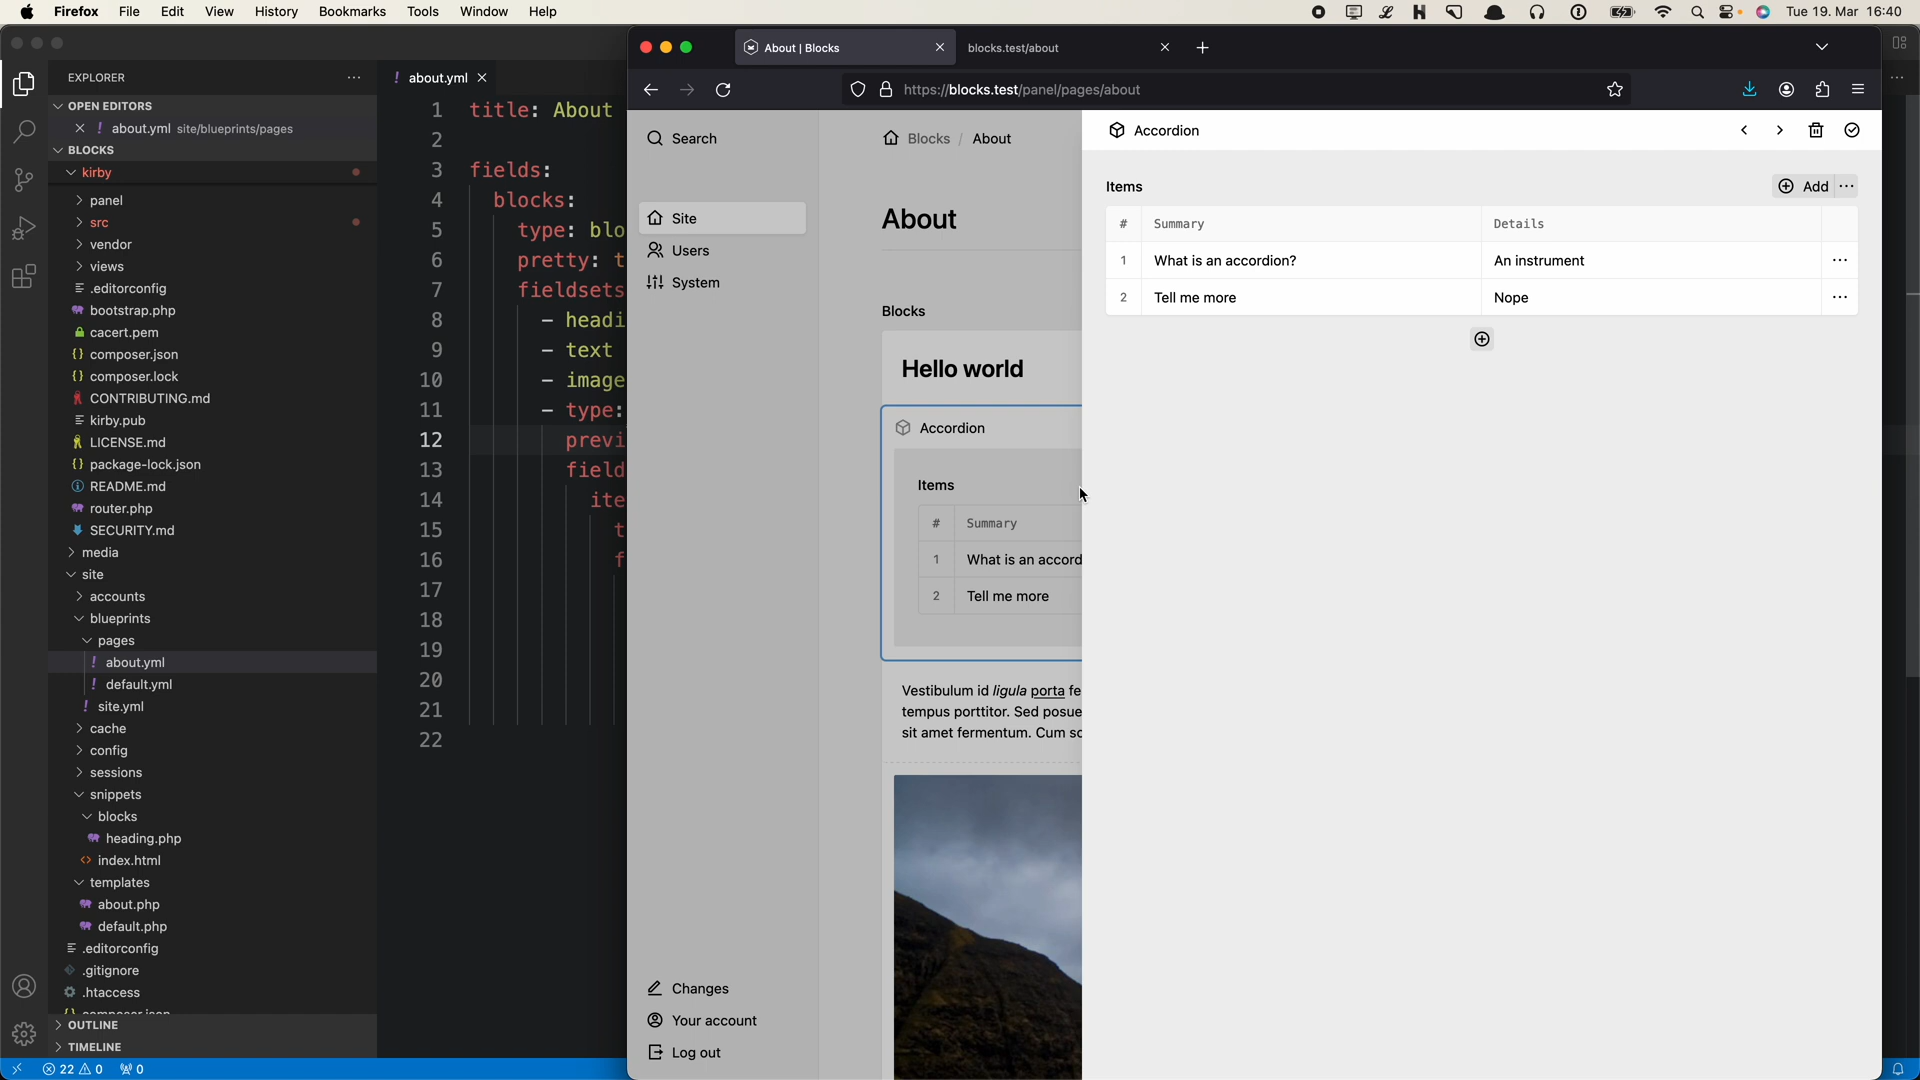 Firefox File Edit View History Bookmarks Tools Window Help Tue 19. Mar 16:40
EXPLORER
OPEN EDITORS
about.yml site/blueprints/pages
BLOCKS
kirby
panel
src
vendor
views
.editorconfig
bootstrap.php
cacert.pem
composer.json
composer.lock
CONTRIBUTING.md
kirby.pub
LICENSE.md
package-lock.json
README.md
router.php
SECURITY.md
media
site
accounts
blueprints
pages
about.yml
default.yml
site.yml
cache
config
sessions
snippets
blocks
heading.php
index.html
templates
about.php
default.php
.editorconfig
.gitignore
.htaccess
OUTLINE
TIMELINE
22 0 0
about.yml
1 title: About
2
3 fields:
4 blocks:
5 type: blo
6 pretty: t
7 fieldsets
8 - headi
9 - text
10 - image
11 - type:
12 previ
13 field
14 ite
15 t
16 f
17
18
19
20
21
22
About | Blocks
blocks.test/about
https://blocks.test/panel/pages/about
Search
Site
Users
System
Changes
Your account
Log out
Blocks / About
About
Blocks
Hello world
Accordion
Items
# Summary
1 What is an accord
2 Tell me more
Vestibulum id ligula porta fe
tempus porttitor. Sed posue
sit amet fermentum. Cum so
Accordion
Items
Add
# Summary Details
1 What is an accordion? An instrument
2 Tell me more Nope